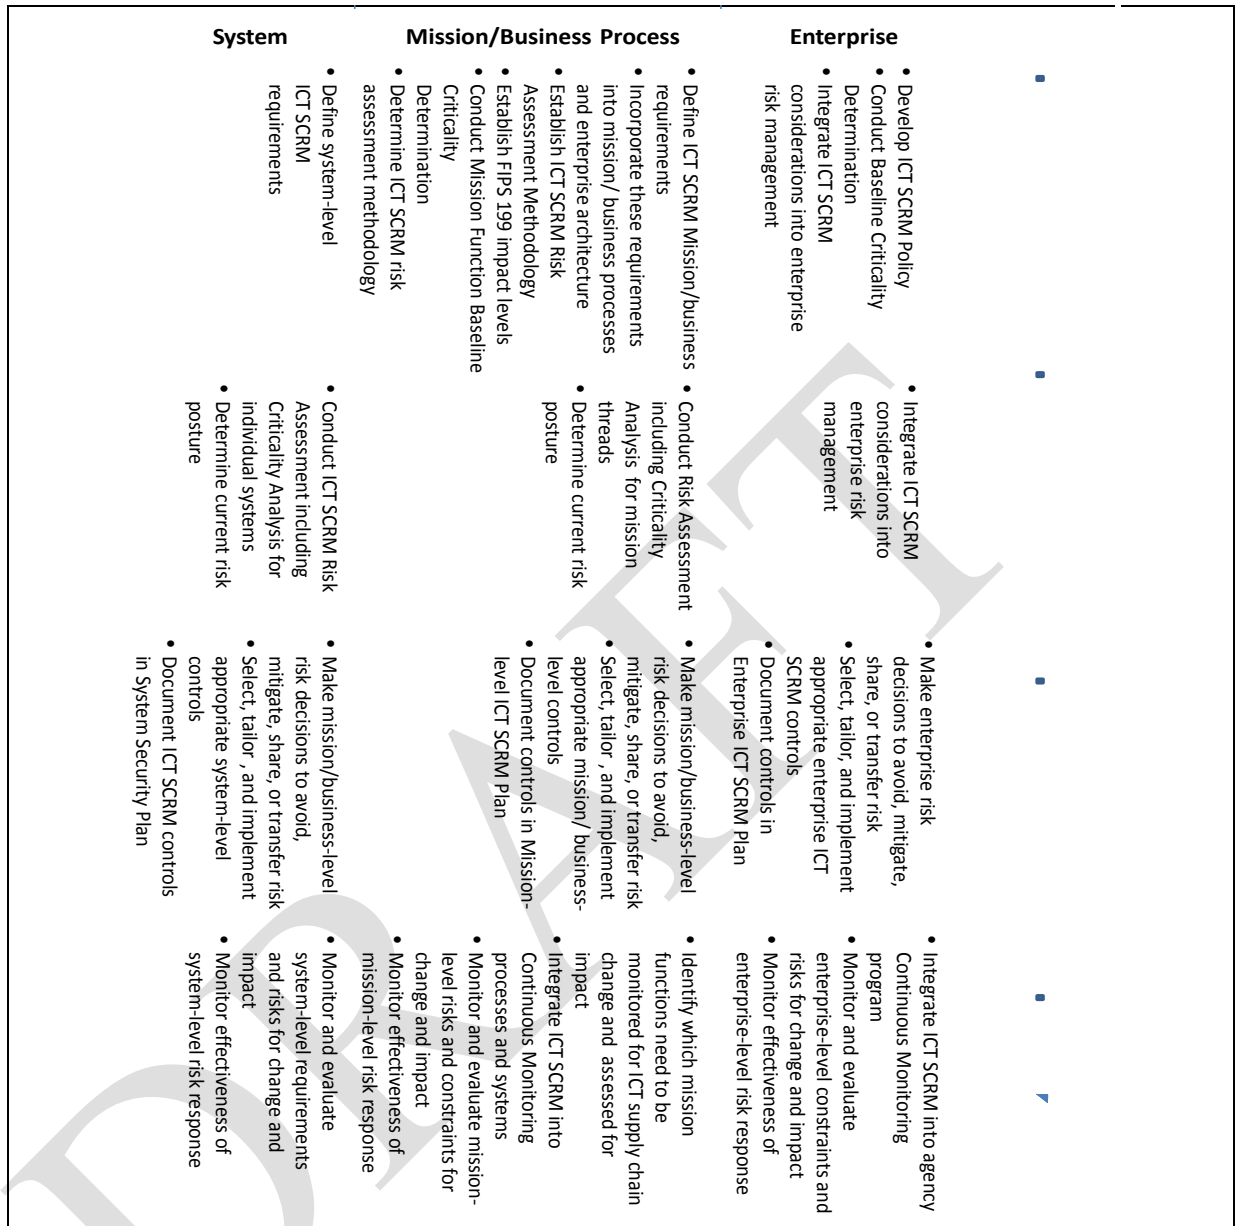 Enterprise
• Develop ICT SCRM Policy
• Conduct Baseline Criticality
Determination
• Integrate ICT SCRM
considerations into enterprise
risk management
• Integrate ICT SCRM
considerations into
enterprise risk
management
• Make enterprise risk
decisions to avoid, mitigate,
share, or transfer risk
• Select, tailor, and implement
appropriate enterprise ICT
SCRM controls
• Document controls in
Enterprise ICT SCRM Plan
• Integrate ICT SCRM into agency
Continuous Monitoring
program
• Monitor and evaluate
enterprise-level constraints and
risks for change and impact
• Monitor effectiveness of
enterprise-level risk response
Mission/Business Process
• Define ICT SCRM Mission/business
requirements
• Incorporate these requirements
into mission/ business processes
and enterprise architecture
• Establish ICT SCRM Risk
Assessment Methodology
• Establish FIPS 199 impact levels
• Conduct Mission Function Baseline
Criticality
Determination
• Determine ICT SCRM risk
assessment methodology
• Conduct Risk Assessment
including Criticality
Analysis for mission
threads
• Determine current risk
posture
• Make mission/business-level
risk decisions to avoid,
mitigate, share, or transfer risk
• Select, tailor , and implement
appropriate mission/ business-
level controls
• Document controls in Mission-
level ICT SCRM Plan
• Identify which mission
functions need to be
monitored for ICT supply chain
change and assessed for
impact
• Integrate ICT SCRM into
Continuous Monitoring
processes and systems
• Monitor and evaluate mission-
level risks and constraints for
change and impact
• Monitor effectiveness of
mission-level risk response
System
• Define system-level
ICT SCRM
requirements
• Conduct ICT SCRM Risk
Assessment including
Criticality Analysis for
individual systems
• Determine current risk
posture
• Make mission/business-level
risk decisions to avoid,
mitigate, share, or transfer risk
• Select, tailor , and implement
appropriate system-level
controls
• Document ICT SCRM controls
in System Security Plan
• Monitor and evaluate
system-level requirements
and risks for change and
impact
• Monitor effectiveness of
system-level risk response
DRAFT